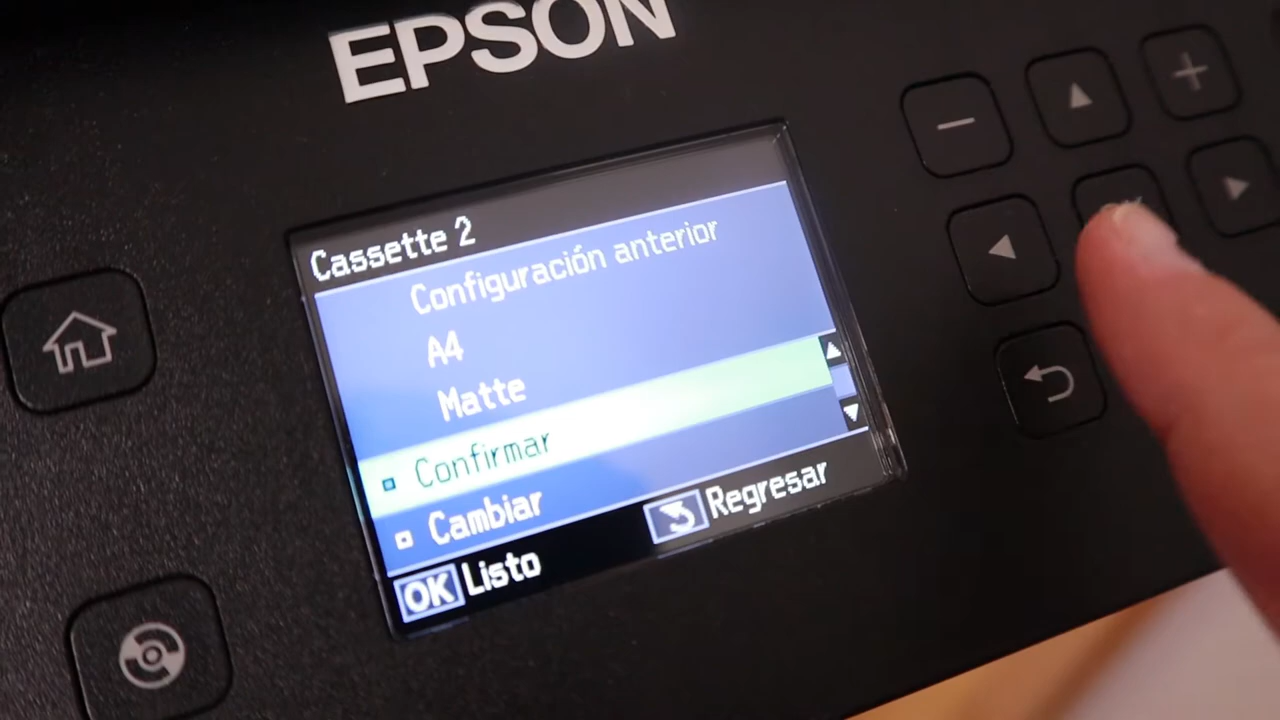 EPSON
Cassette 2
Configuración anterior
A4
Matte
Confirmar
Cambiar
Regresar
OK Listo